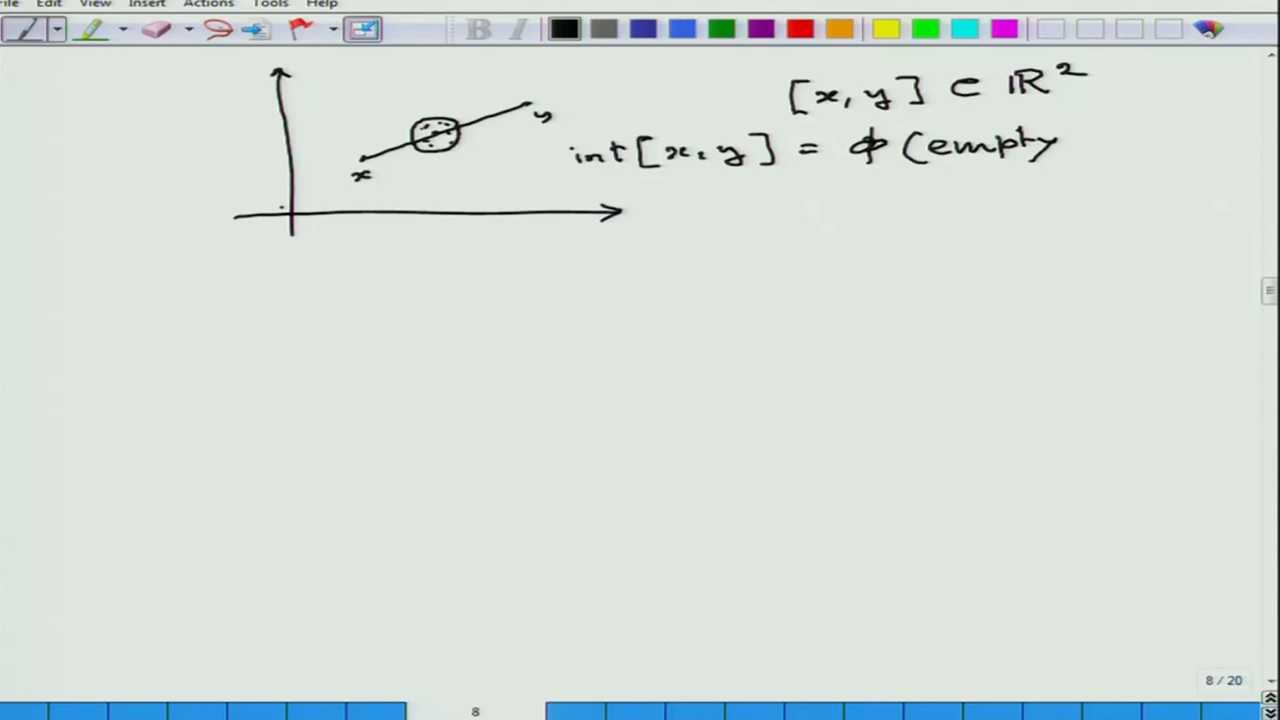 File Edit View Insert Actions Tools Help
B I
[x, y] ⊂ ℝ²
y
int[x, y] = ϕ (empty
x
8 / 20
8